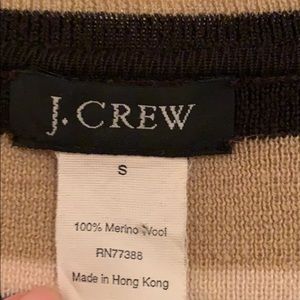 J.CREW
S
100% Merino Wool
RN77388
Made in Hong Kong